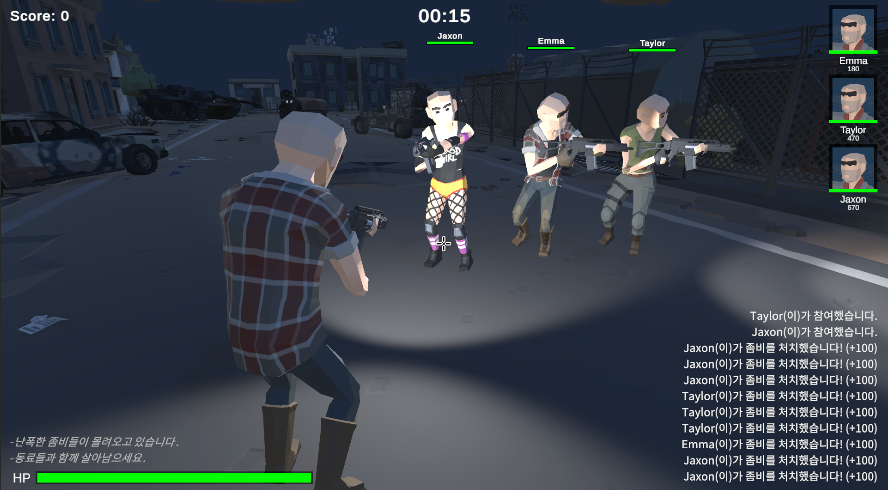 Score: 0
00:15
Jaxon
Emma
Taylor
Emma
180
Taylor
470
Jaxon
670
Taylor(이)가 참여했습니다.
Jaxon(이)가 참여했습니다.
Jaxon(이)가 좀비를 처치했습니다! (+100)
Jaxon(이)가 좀비를 처치했습니다! (+100)
Jaxon(이)가 좀비를 처치했습니다! (+100)
Taylor(이)가 좀비를 처치했습니다! (+100)
Taylor(이)가 좀비를 처치했습니다! (+100)
Taylor(이)가 좀비를 처치했습니다! (+100)
Emma(이)가 좀비를 처치했습니다! (+100)
Jaxon(이)가 좀비를 처치했습니다! (+100)
Jaxon(이)가 좀비를 처치했습니다! (+100)
-난폭한 좀비들이 몰려오고 있습니다.
-동료들과 함께 살아남으세요.
HP